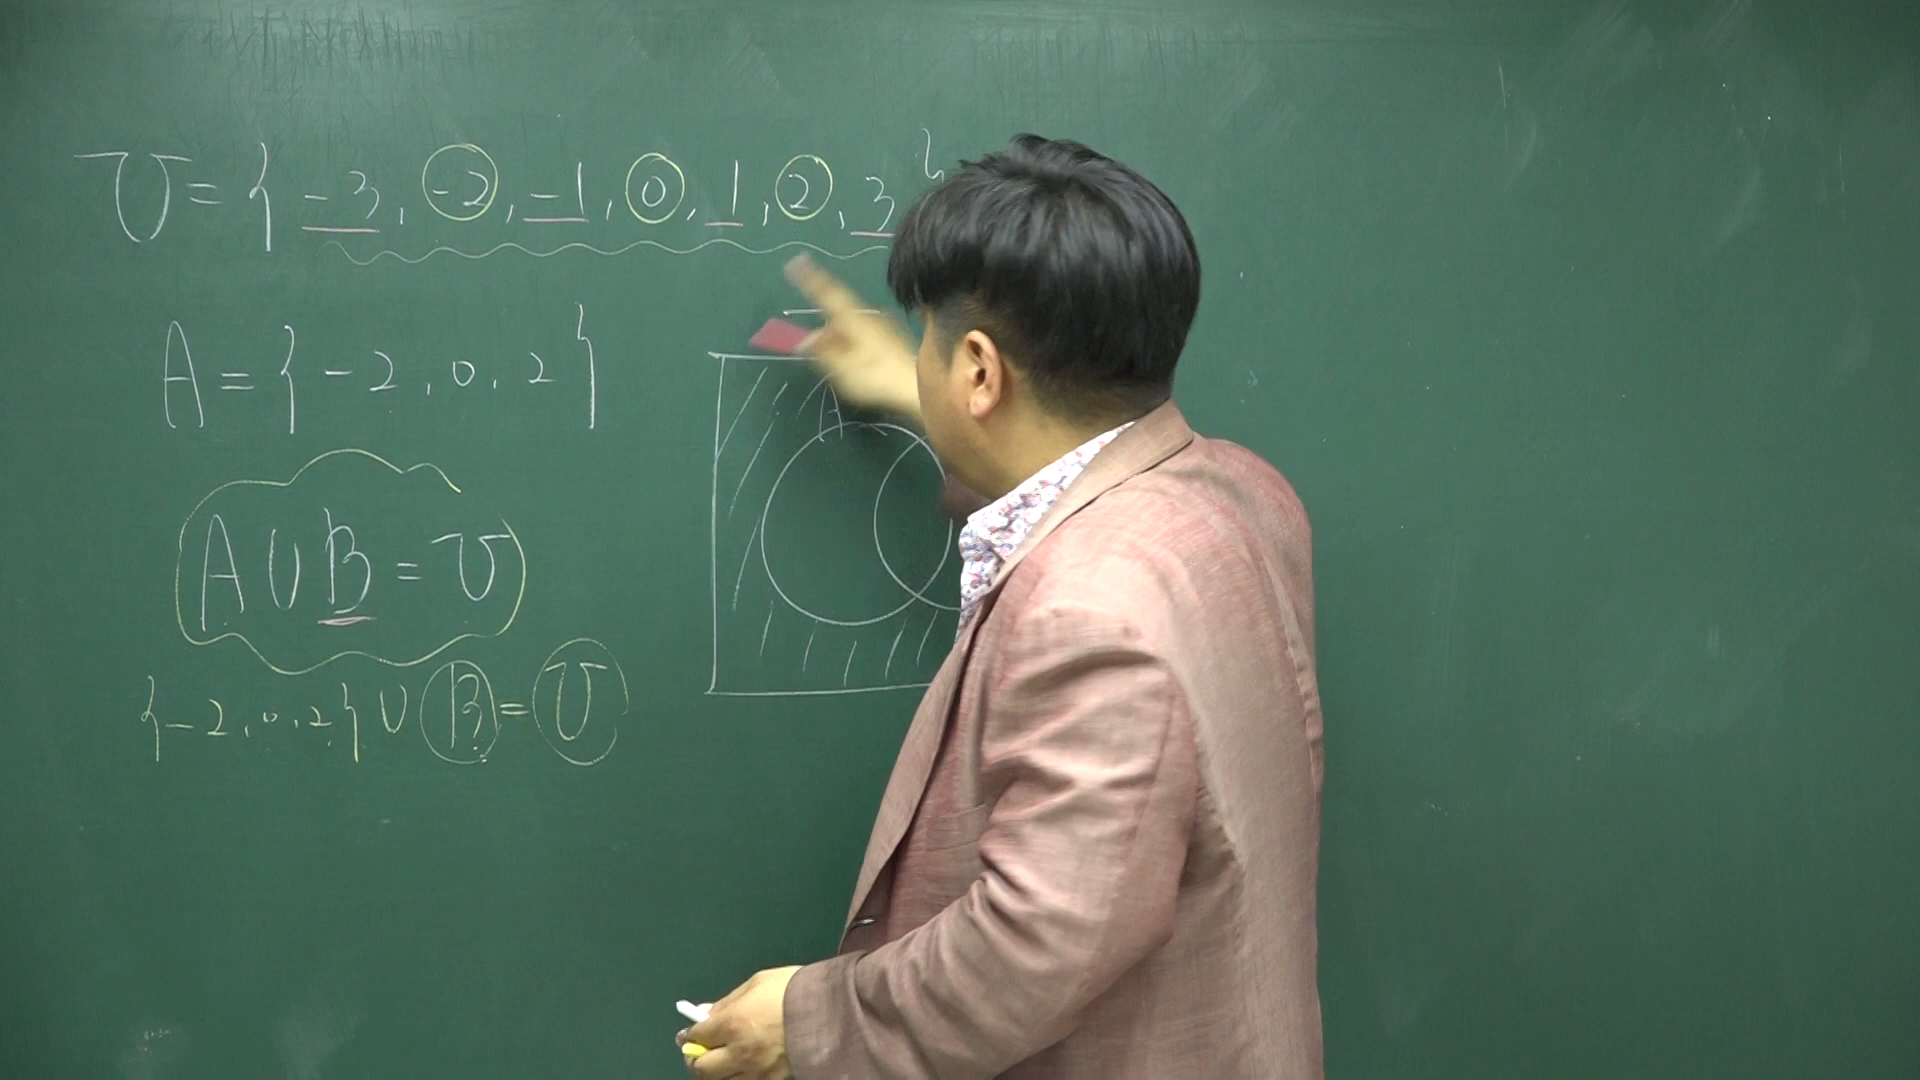 U = { -3, -2, -1, 0, 1, 2, 3 }
A = { -2, 0, 2 }
A
A ∪ B = U
{ -2, 0, 2 } ∪ B = U